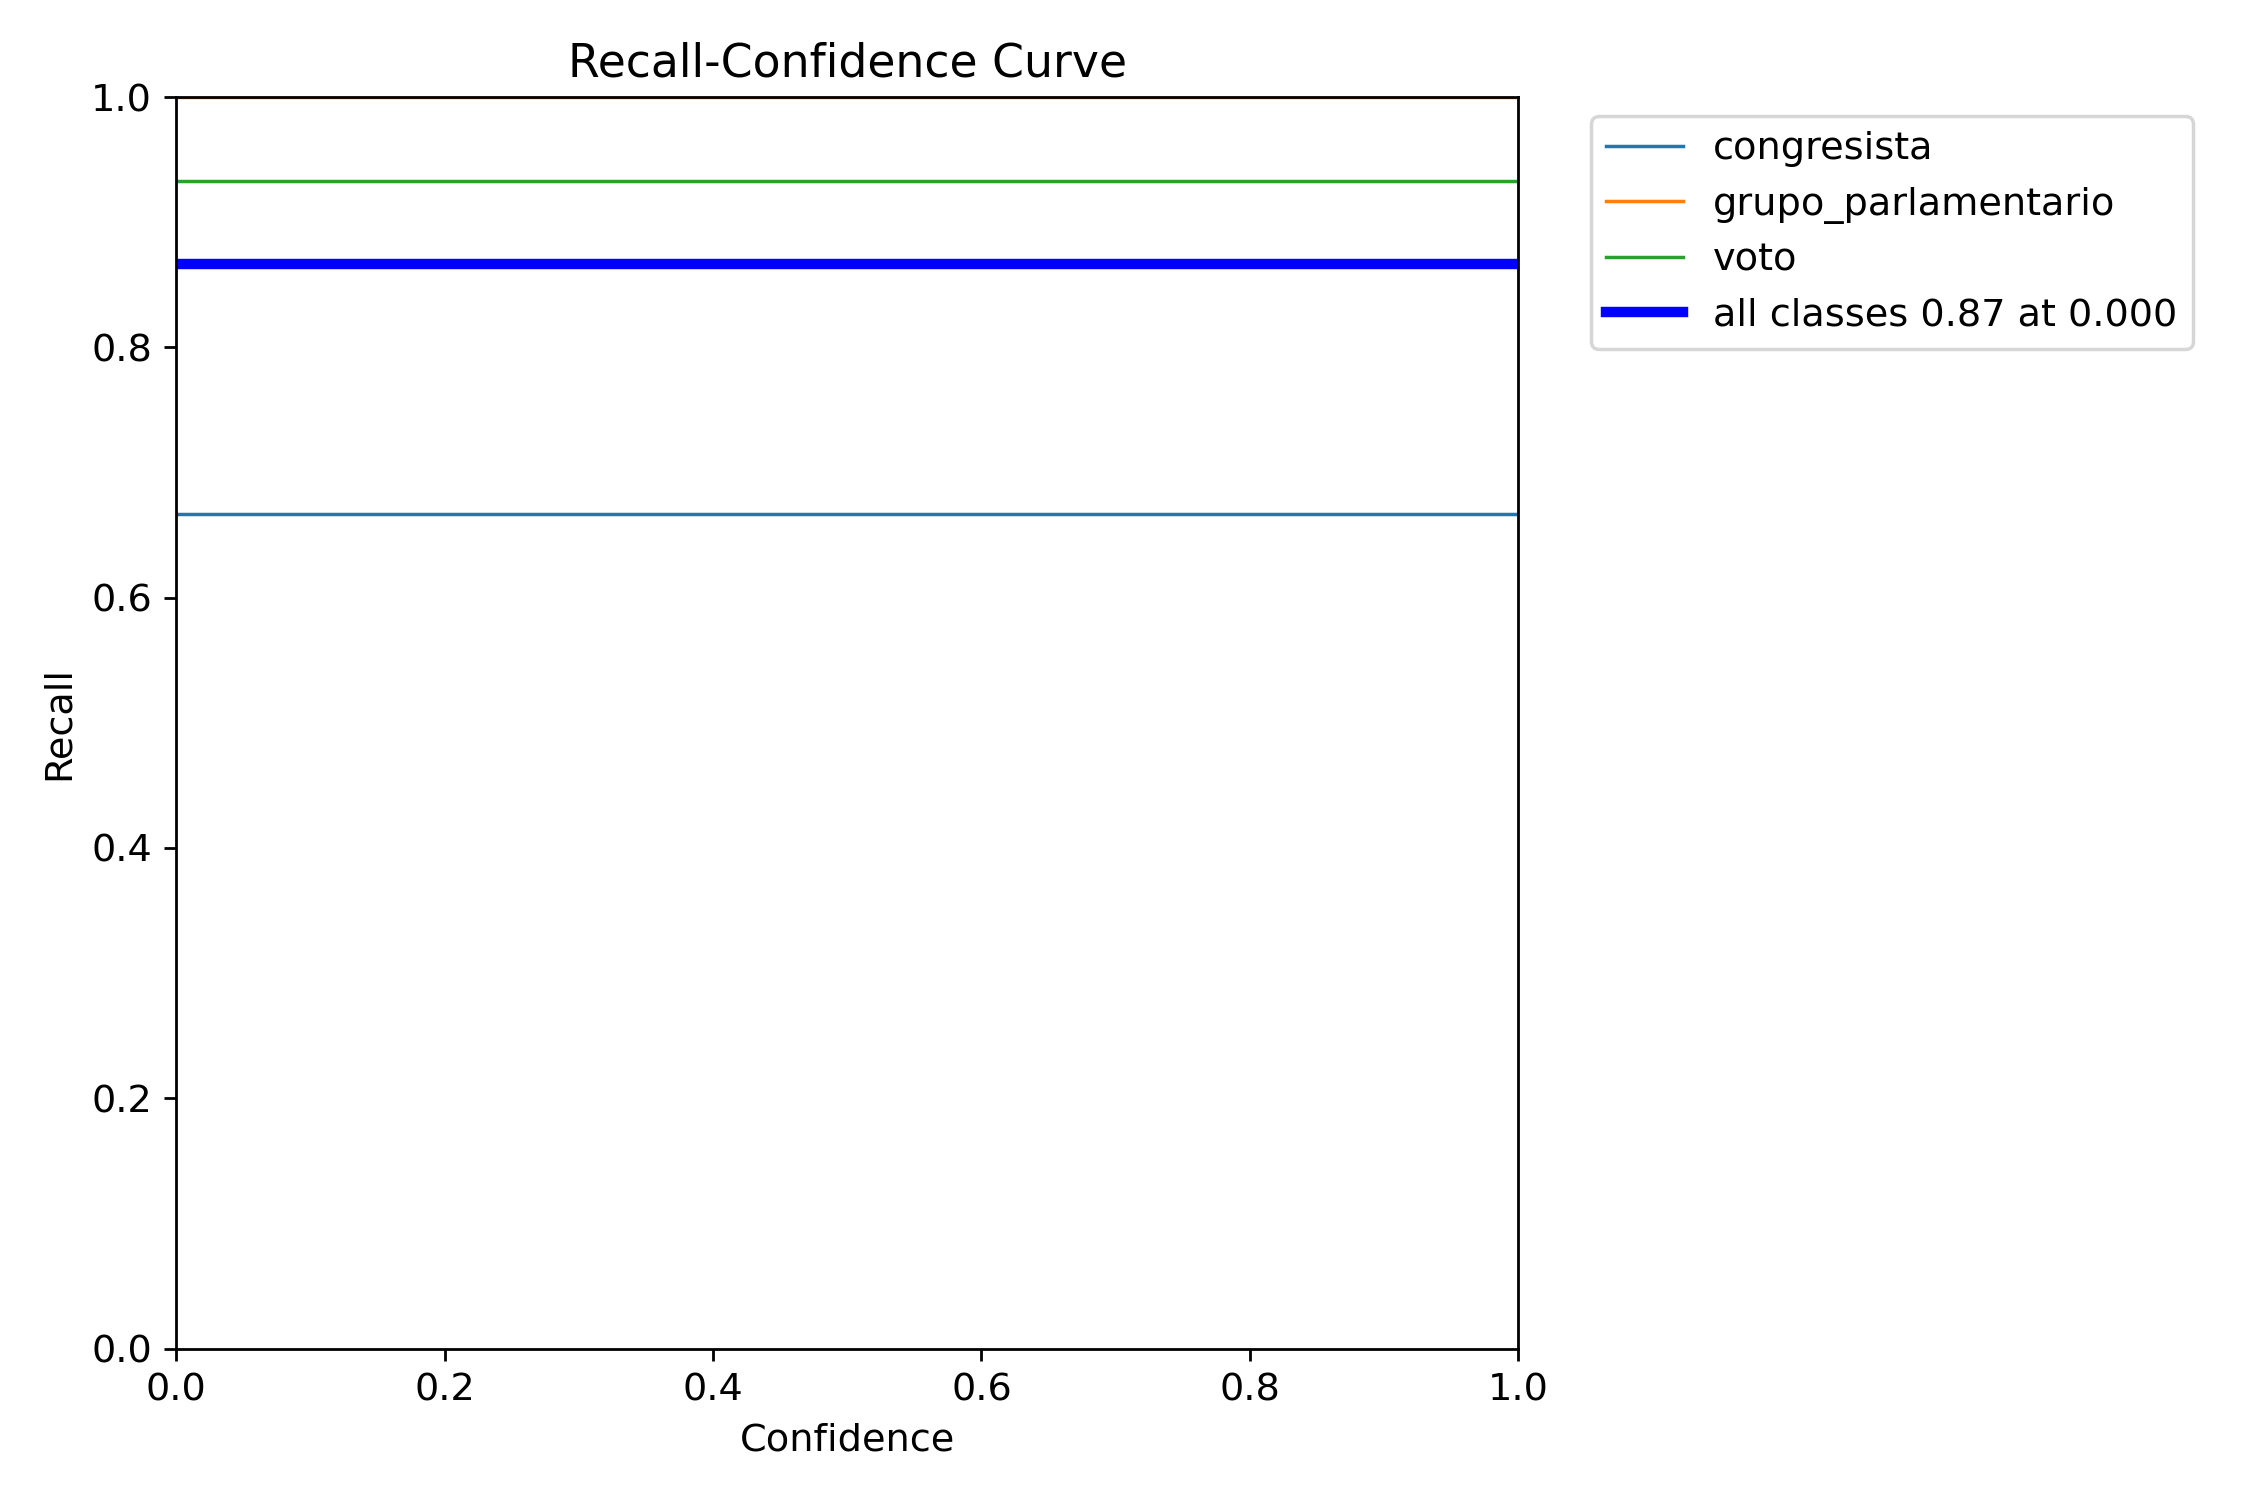 Recall-Confidence Curve
1.0
0.8
0.6
0.4
0.2
0.0
Recall
0.0 0.2 0.4 0.6 0.8 1.0
Confidence
congresista
grupo_parlamentario
voto
all classes 0.87 at 0.000